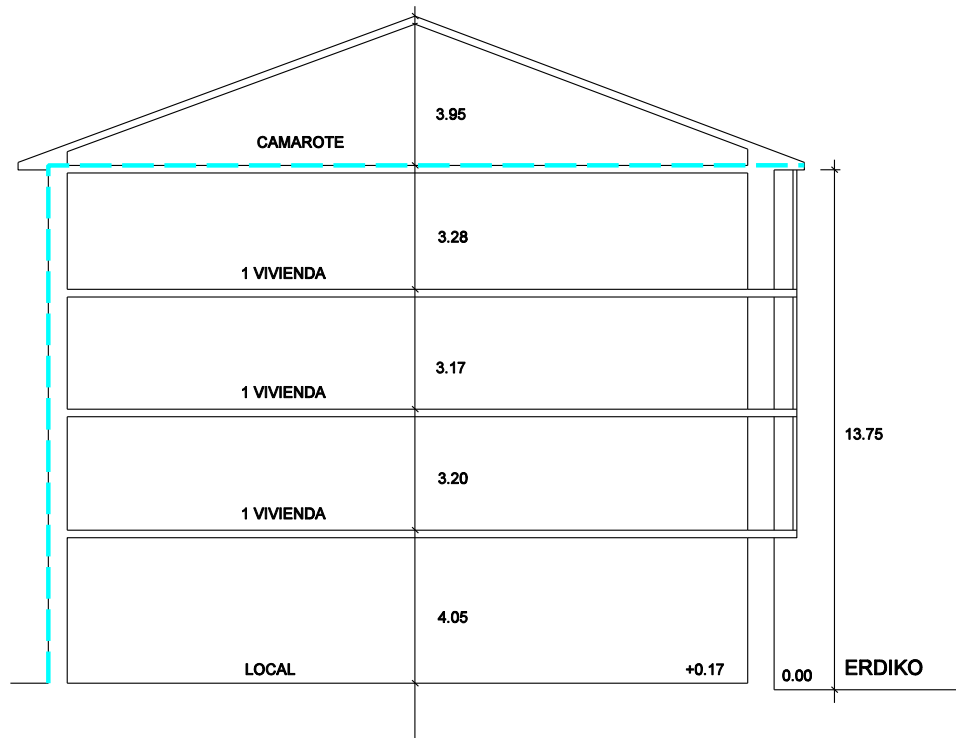 3.95
CAMAROTE
3.28
1 VIVIENDA
3.17
1 VIVIENDA
13.75
3.20
1 VIVIENDA
4.05
LOCAL
+0.17
0.00
ERDIKO